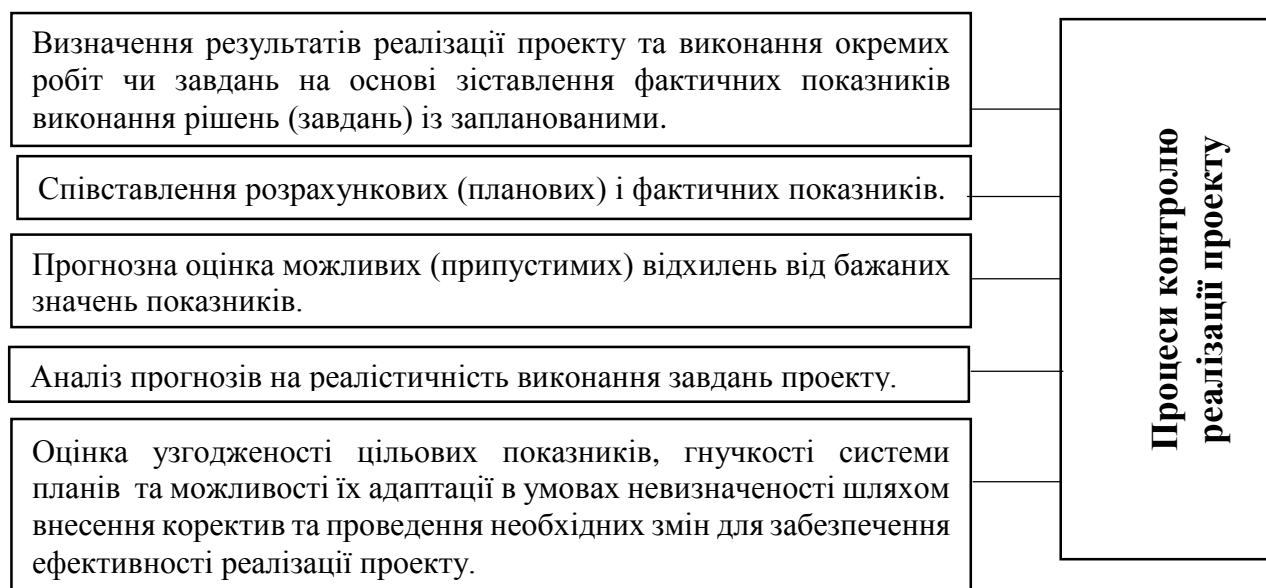 Визначення результатів реалізації проекту та виконання окремих
робіт чи завдань на основі зіставлення фактичних показників
виконання рішень (завдань) із запланованими.
Співставлення розрахункових (планових) і фактичних показників.
Прогнозна оцінка можливих (припустимих) відхилень від бажаних
значень показників.
Аналіз прогнозів на реалістичність виконання завдань проекту.
Оцінка узгодженості цільових показників, гнучкості системи
планів та можливості їх адаптації в умовах невизначеності шляхом
внесення коректив та проведення необхідних змін для забезпечення
ефективності реалізації проекту.
Процеси контролю
реалізації проекту